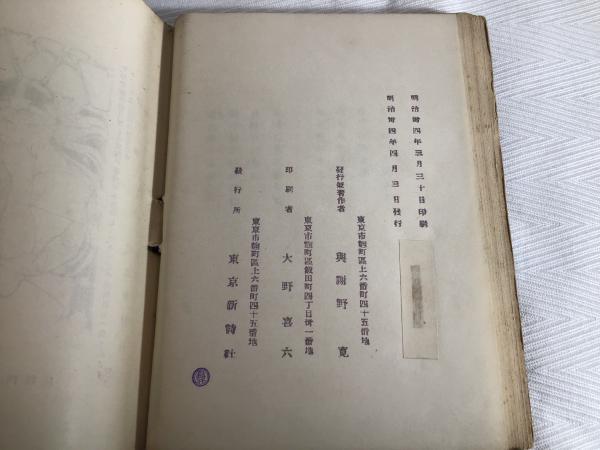 明治卅四年三月三十日印刷
明治卅四年四月三日發行
東京市麹町區上六番町四十五番地
發行兼著作者 與謝野寛
東京市麹町區飯田町四丁目卅一番地
印刷者 大野喜六
東京市麹町區上六番町四十五番地
發行所 東京新詩社